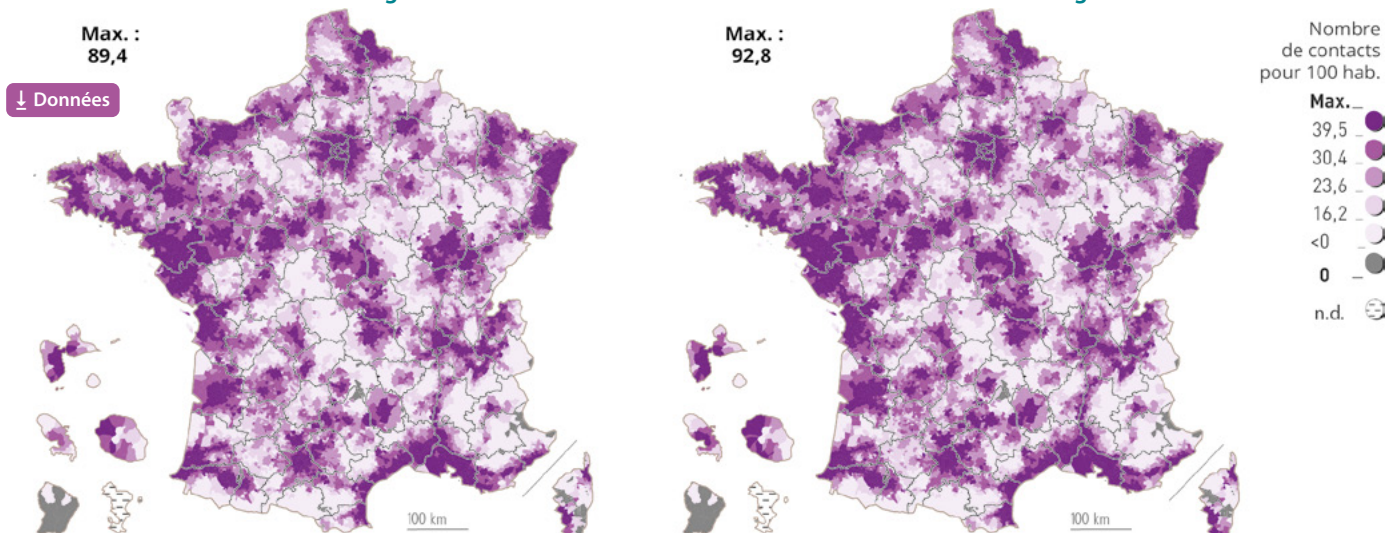 Max. :
89,4
Données
100 km
Max. :
92,8
100 km
Nombre
de contacts
pour 100 hab.
Max.
39,5
30,4
23,6
16,2
<0
0
n.d.